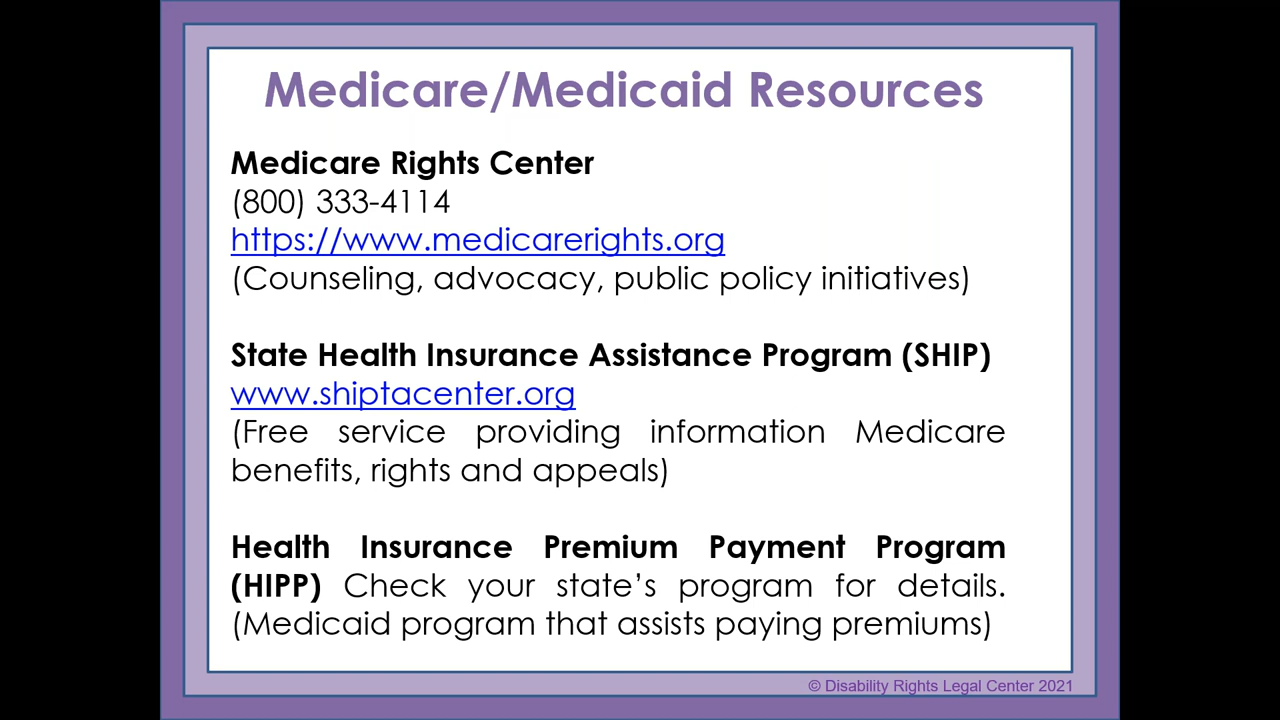 Medicare/Medicaid Resources
Medicare Rights Center
(800) 333-4114
https://www.medicarerights.org
(Counseling, advocacy, public policy initiatives)
State Health Insurance Assistance Program (SHIP)
www.shiptacenter.org
(Free service providing information Medicare
benefits, rights and appeals)
Health Insurance Premium Payment Program
(HIPP) Check your state’s program for details.
(Medicaid program that assists paying premiums)
© Disability Rights Legal Center 2021